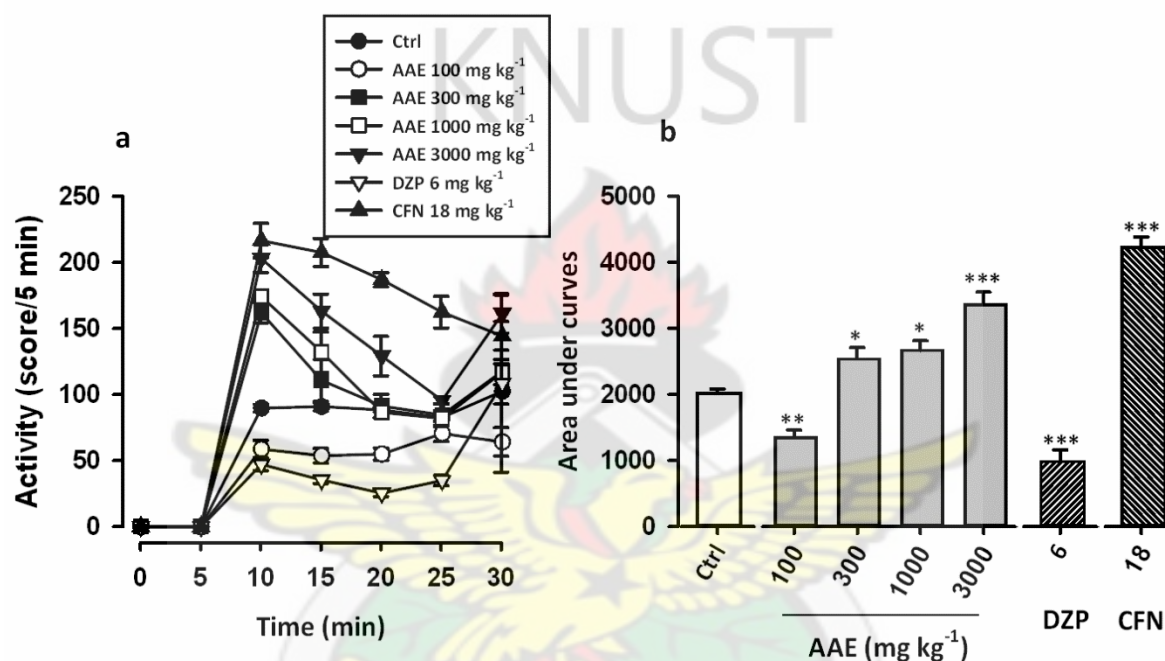 KNUST
Ctrl
AAE 100 mg kg⁻¹
AAE 300 mg kg⁻¹
AAE 1000 mg kg⁻¹
AAE 3000 mg kg⁻¹
DZP 6 mg kg⁻¹
CFN 18 mg kg⁻¹
a
Activity (score/5 min)
250
200
150
100
50
0
0 5 10 15 20 25 30
Time (min)
b
Area under curves
5000
4000
3000
2000
1000
0
**
*
*
***
***
***
Ctrl 100 300 1000 3000 6 18
AAE (mg kg⁻¹)
DZP CFN